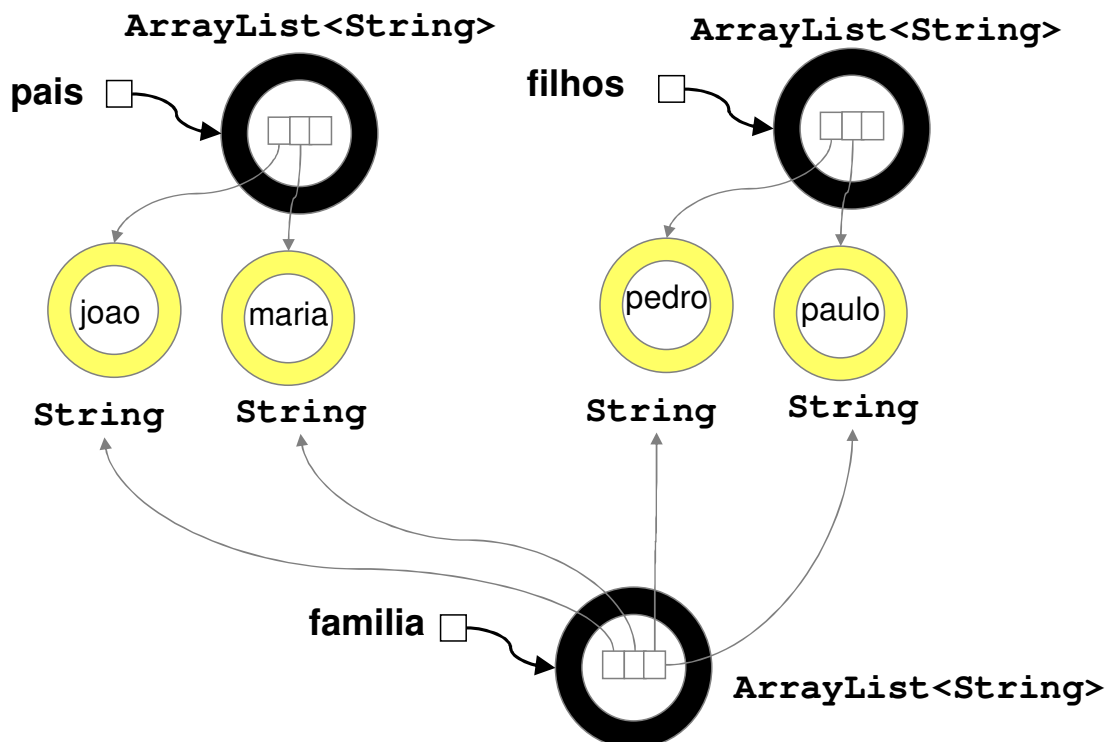 ArrayList<String>
ArrayList<String>
pais
filhos
joao
maria
pedro
paulo
String
String
String
String
familia
ArrayList<String>